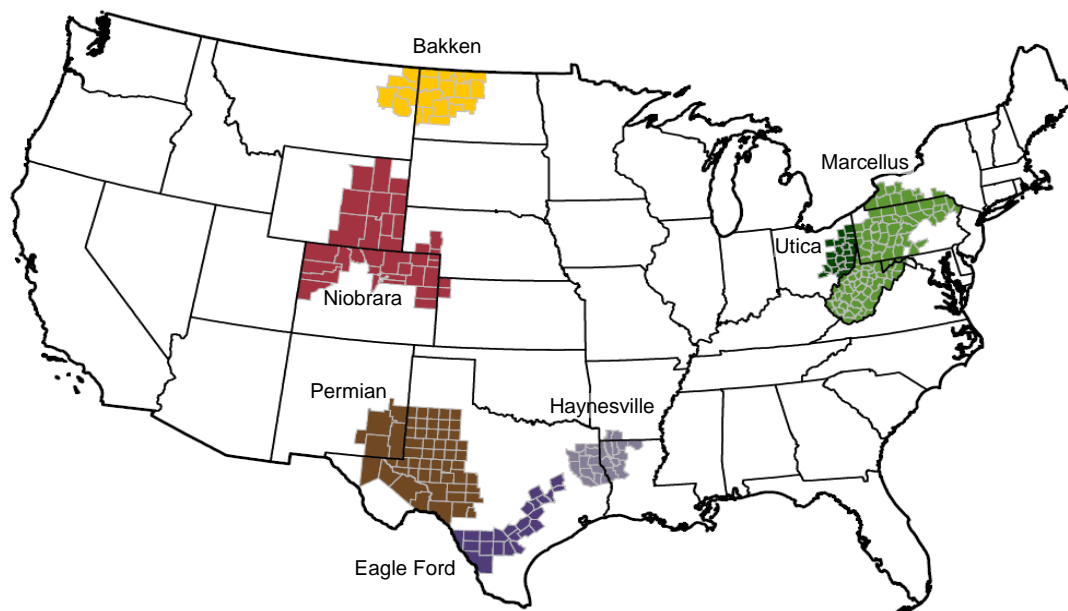 Bakken
Marcellus
Utica
Niobrara
Permian
Haynesville
Eagle Ford